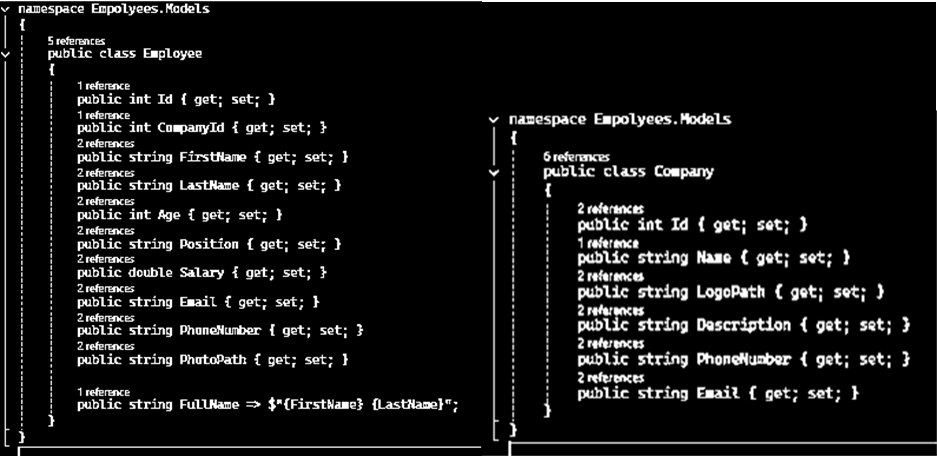 namespace Empolyees.Models
{
5 references
public class Employee
{
1 reference
public int Id { get; set; }
1 reference
public int CompanyId { get; set; }
2 references
public string FirstName { get; set; }
2 references
public string LastName { get; set; }
2 references
public int Age { get; set; }
2 references
public string Position { get; set; }
2 references
public double Salary { get; set; }
2 references
public string Email { get; set; }
2 references
public string PhoneNumber { get; set; }
2 references
public string PhotoPath { get; set; }
1 reference
public string FullName => $"{FirstName} {LastName}";
}
}
namespace Empolyees.Models
{
6 references
public class Company
{
2 references
public int Id { get; set; }
1 reference
public string Name { get; set; }
2 references
public string LogoPath { get; set; }
2 references
public string Description { get; set; }
2 references
public string PhoneNumber { get; set; }
2 references
public string Email { get; set; }
}
}